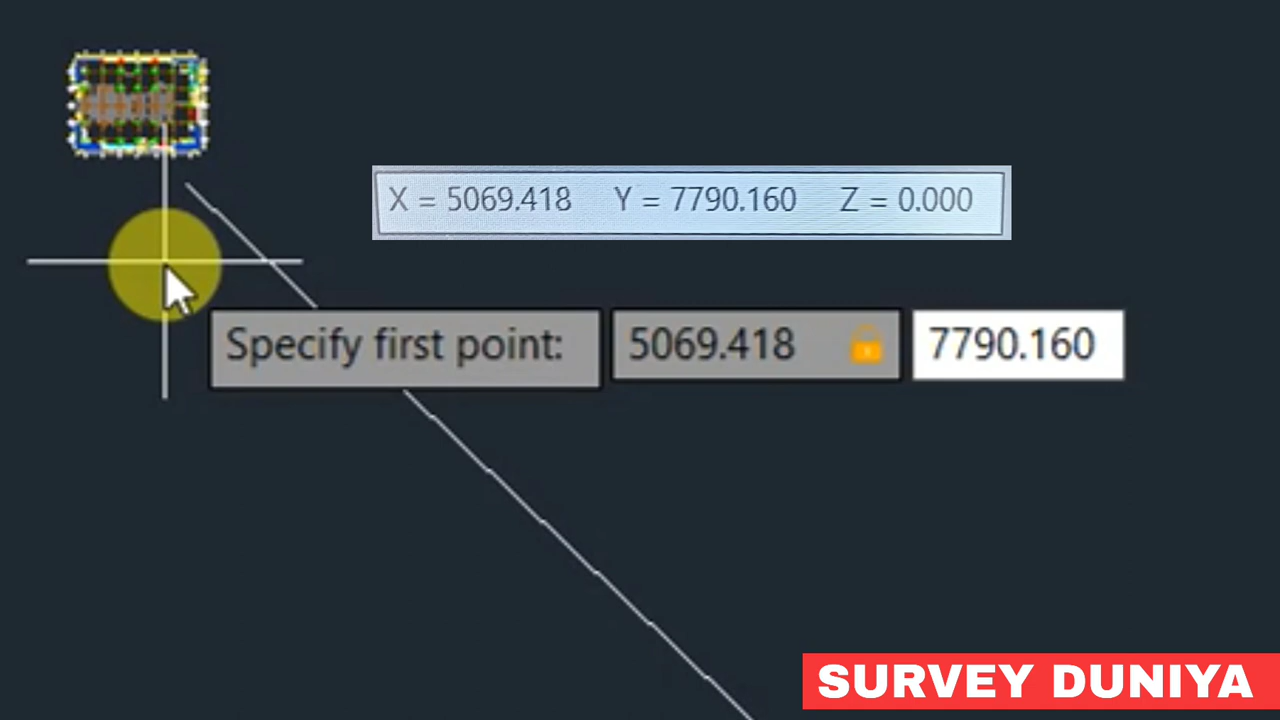 X = 5069.418 Y = 7790.160 Z = 0.000
Specify first point: 5069.418 7790.160
SURVEY DUNIYA